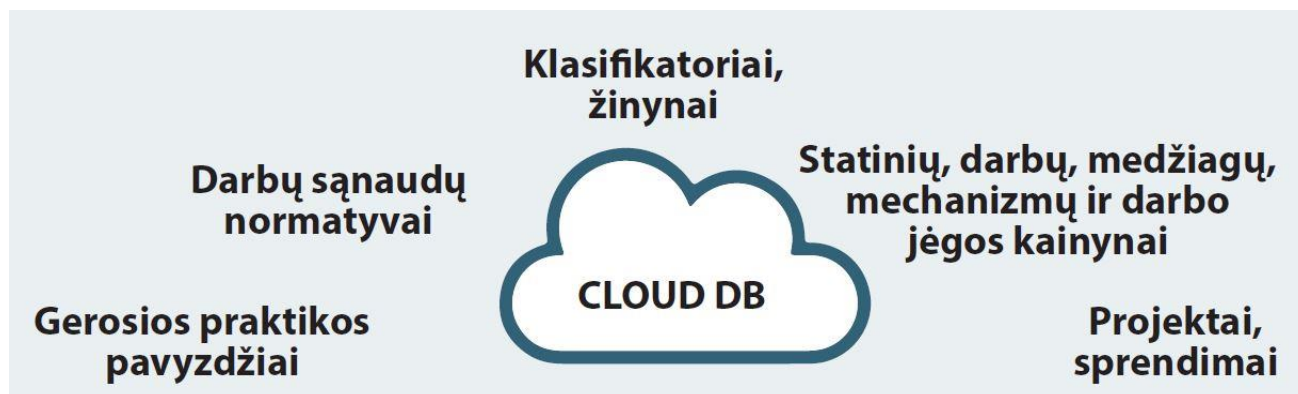 Klasifikatoriai,
žinynai
Darbų sąnaudų
normatyvai
Statinių, darbų, medžiagų,
mechanizmų ir darbo
jėgos kainynai
CLOUD DB
Gerosios praktikos
pavyzdžiai
Projektai,
sprendimai